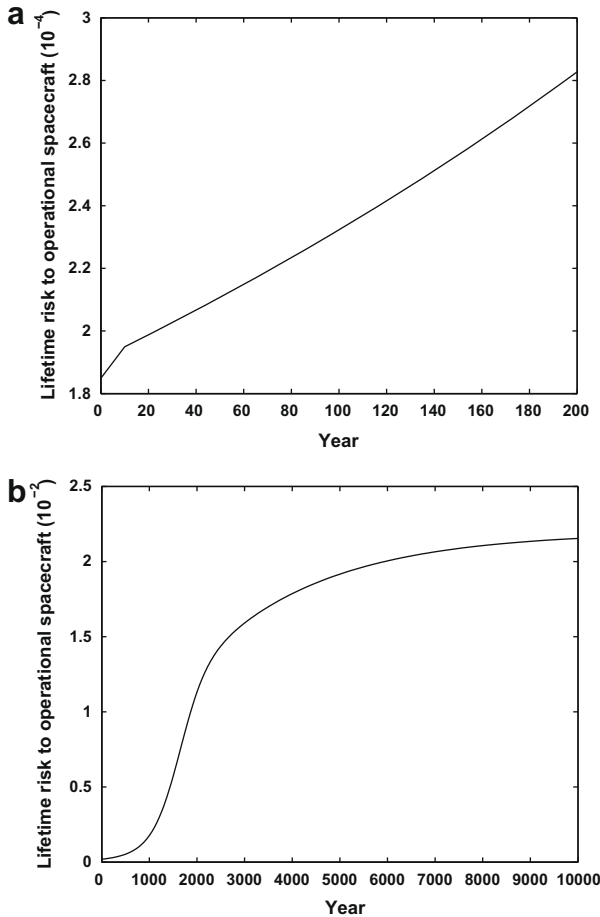 a
Lifetime risk to operational spacecraft (10⁻⁴)
3
2.8
2.6
2.4
2.2
2
1.8
0 20 40 60 80 100 120 140 160 180 200
Year
b
Lifetime risk to operational spacecraft (10⁻²)
2.5
2
1.5
1
0.5
0
0 1000 2000 3000 4000 5000 6000 7000 8000 9000 10000
Year